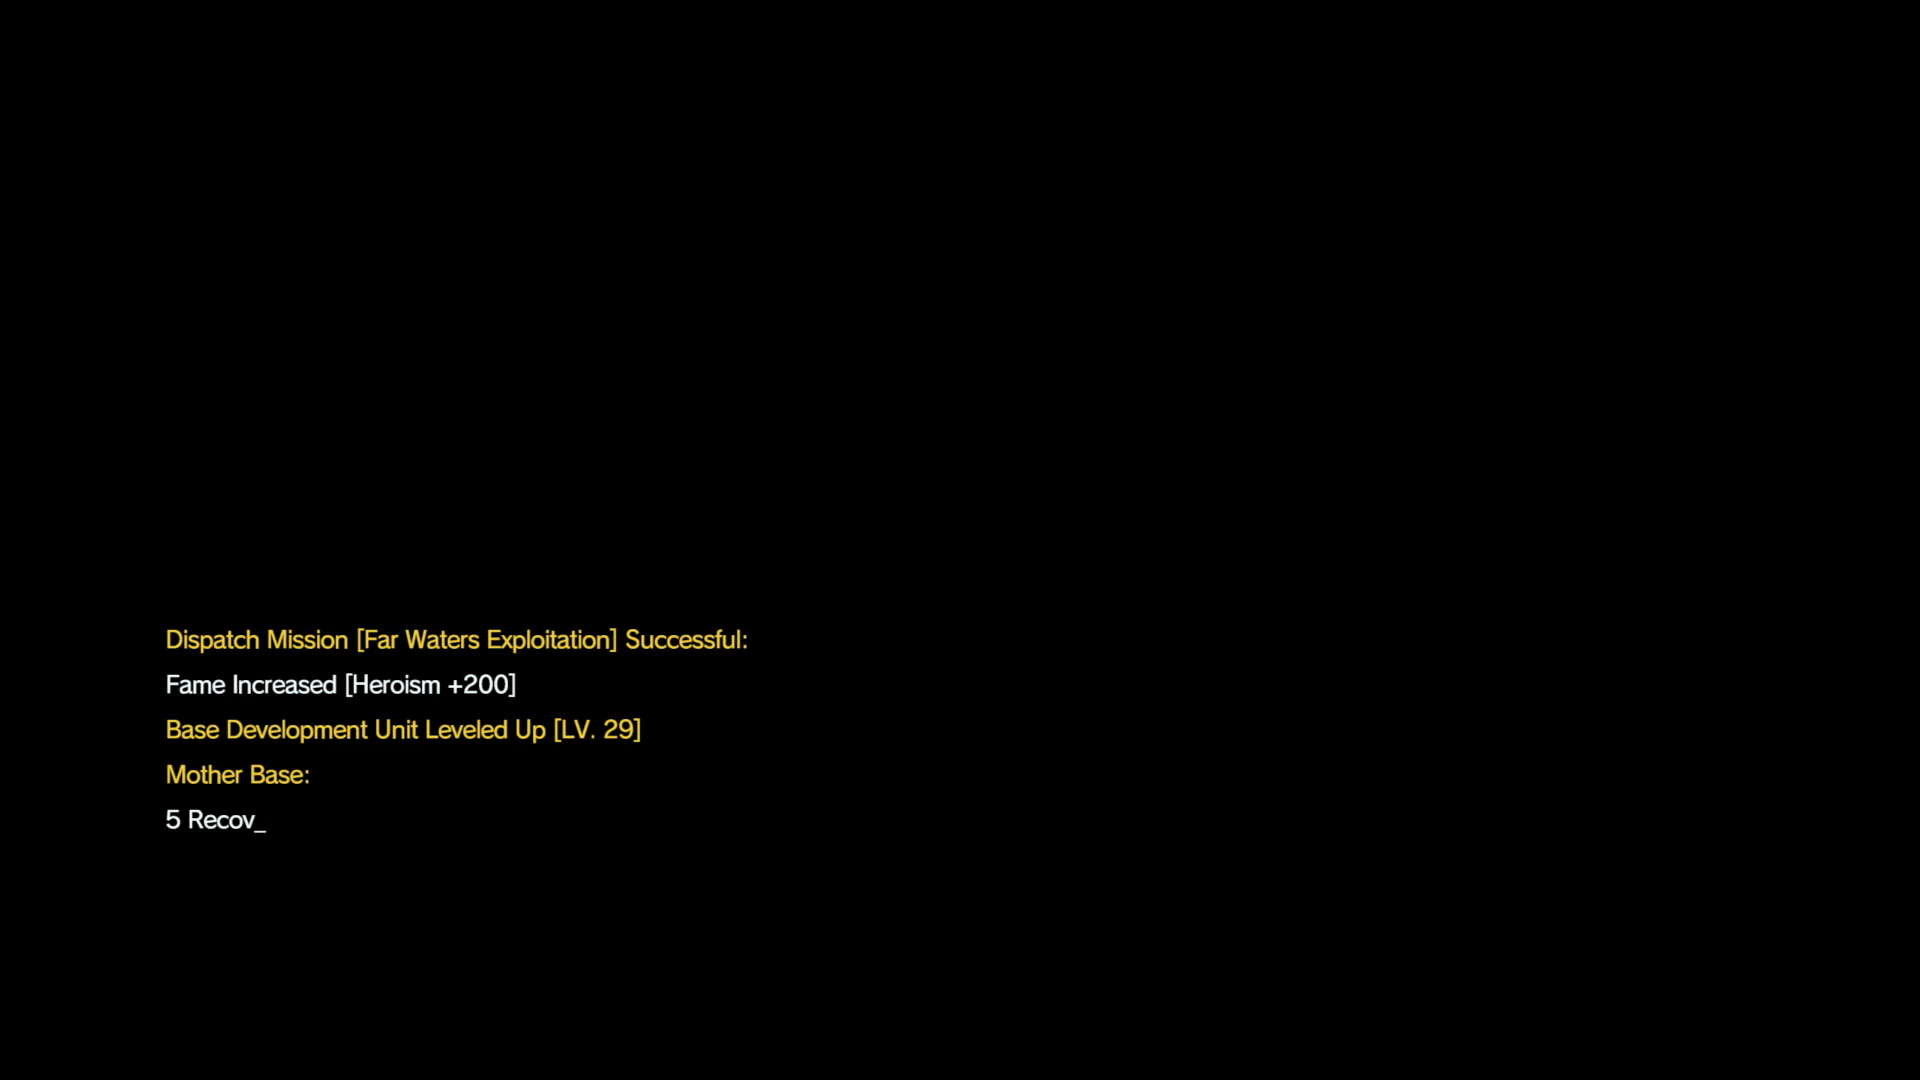 Dispatch Mission [Far Waters Exploitation] Successful:
Fame Increased [Heroism +200]
Base Development Unit Leveled Up [LV. 29]
Mother Base:
5 Recov_